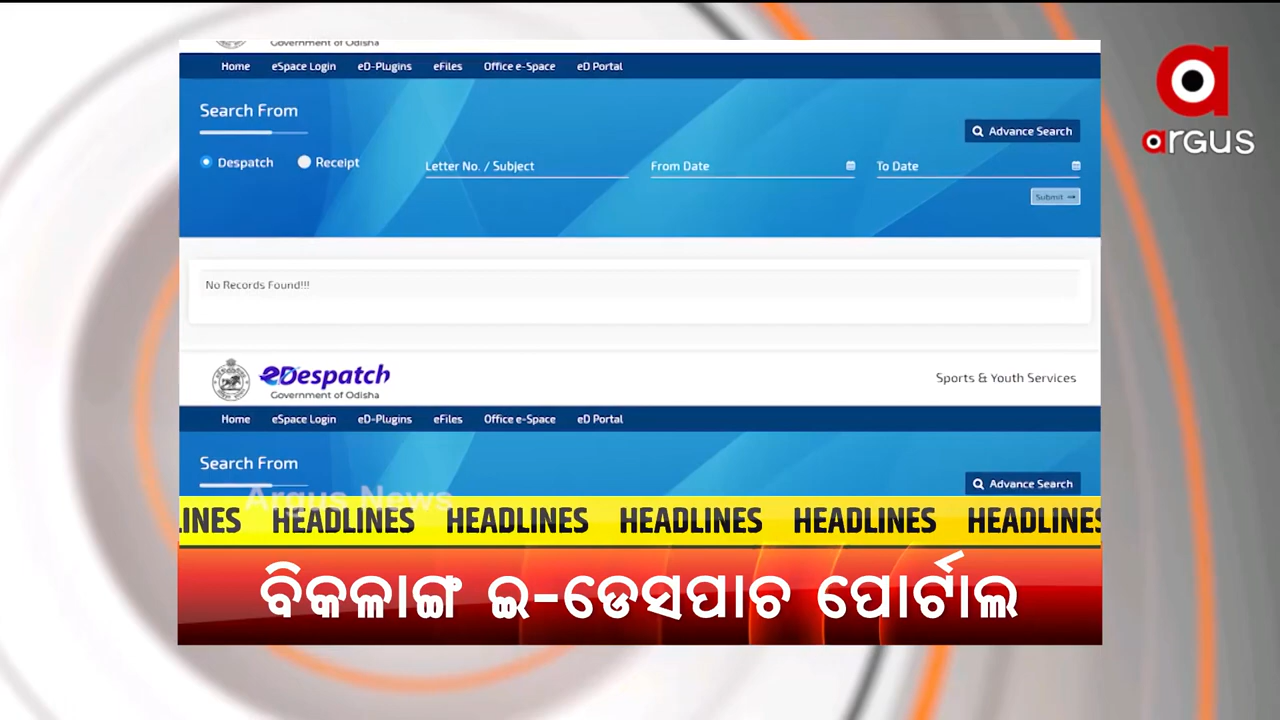 Government of Odisha
Home eSpace Login eD-Plugins eFiles Office e-Space eD Portal
Search From
Advance Search
Despatch Receipt Letter No. / Subject From Date To Date
Submit
No Records Found!!!
eDespatch
Government of Odisha
Sports & Youth Services
Home eSpace Login eD-Plugins eFiles Office e-Space eD Portal
Search From
Advance Search
Argus News
LINES HEADLINES HEADLINES HEADLINES HEADLINES HEADLINES
ବିକଳାଙ୍ଗ ଇ-ଡେସପାଚ ପୋର୍ଟାଲ
argus